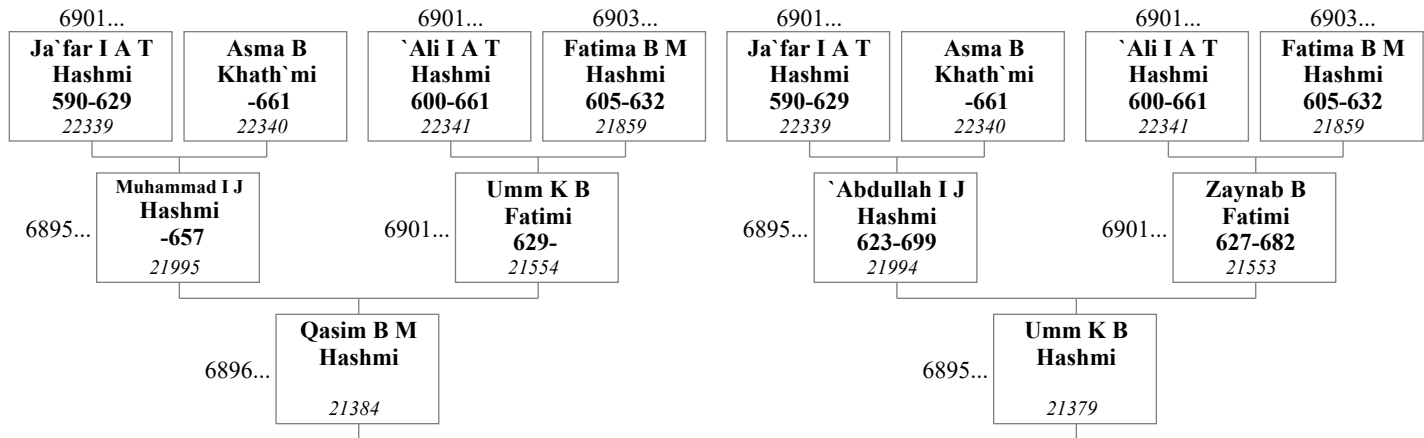 6901...
6901...
6903...
6901...
6901...
6903...
Ja`far I A T
Hashmi
590-629
22339
Asma B
Khath`mi
-661
22340
`Ali I A T
Hashmi
600-661
22341
Fatima B M
Hashmi
605-632
21859
Ja`far I A T
Hashmi
590-629
22339
Asma B
Khath`mi
-661
22340
`Ali I A T
Hashmi
600-661
22341
Fatima B M
Hashmi
605-632
21859
6895...
Muhammad I J
Hashmi
-657
21995
6901...
Umm K B
Fatimi
629-
21554
6895...
`Abdullah I J
Hashmi
623-699
21994
6901...
Zaynab B
Fatimi
627-682
21553
6896...
Qasim B M
Hashmi
21384
6895...
Umm K B
Hashmi
21379